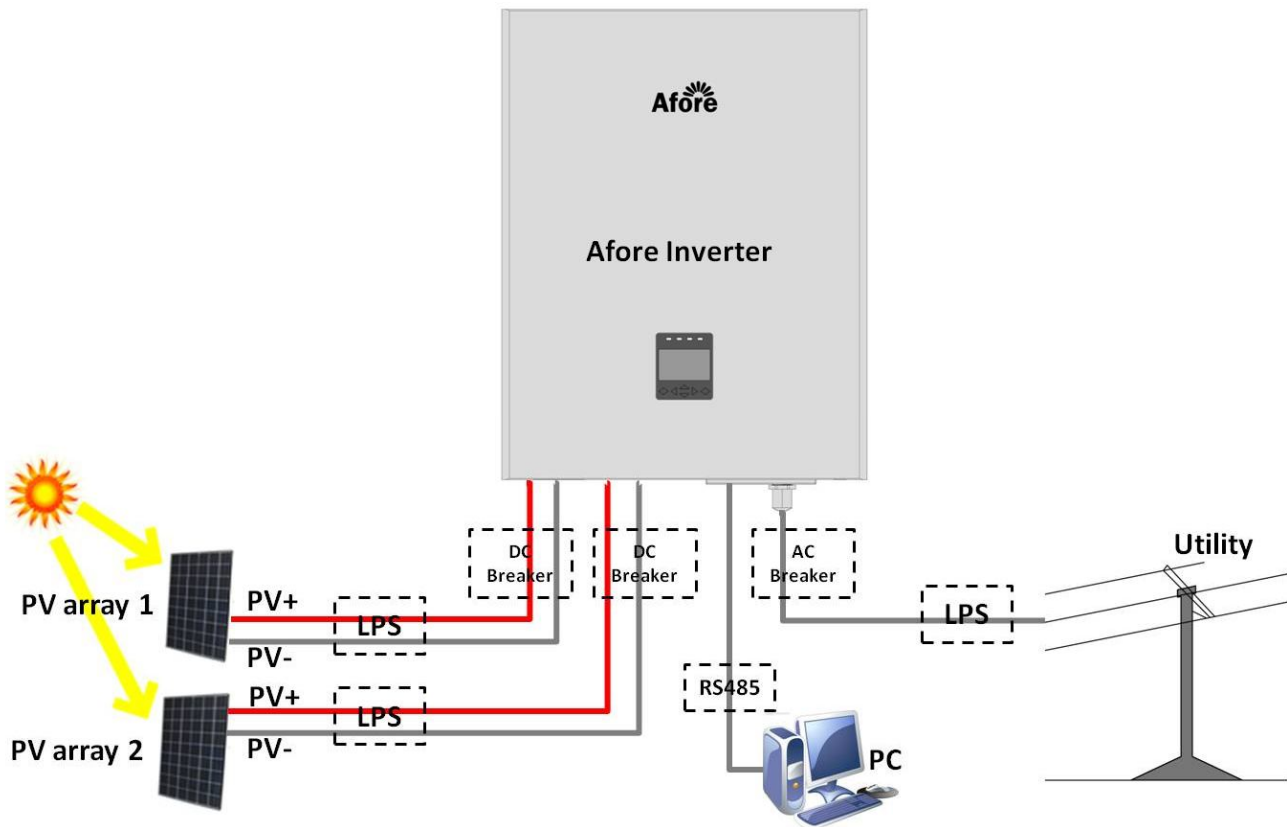 Afore
Afore Inverter
DC
Breaker
DC
Breaker
AC
Breaker
Utility
PV array 1
PV+
LPS
PV-
LPS
RS485
PV+
LPS
PV-
PV array 2
PC